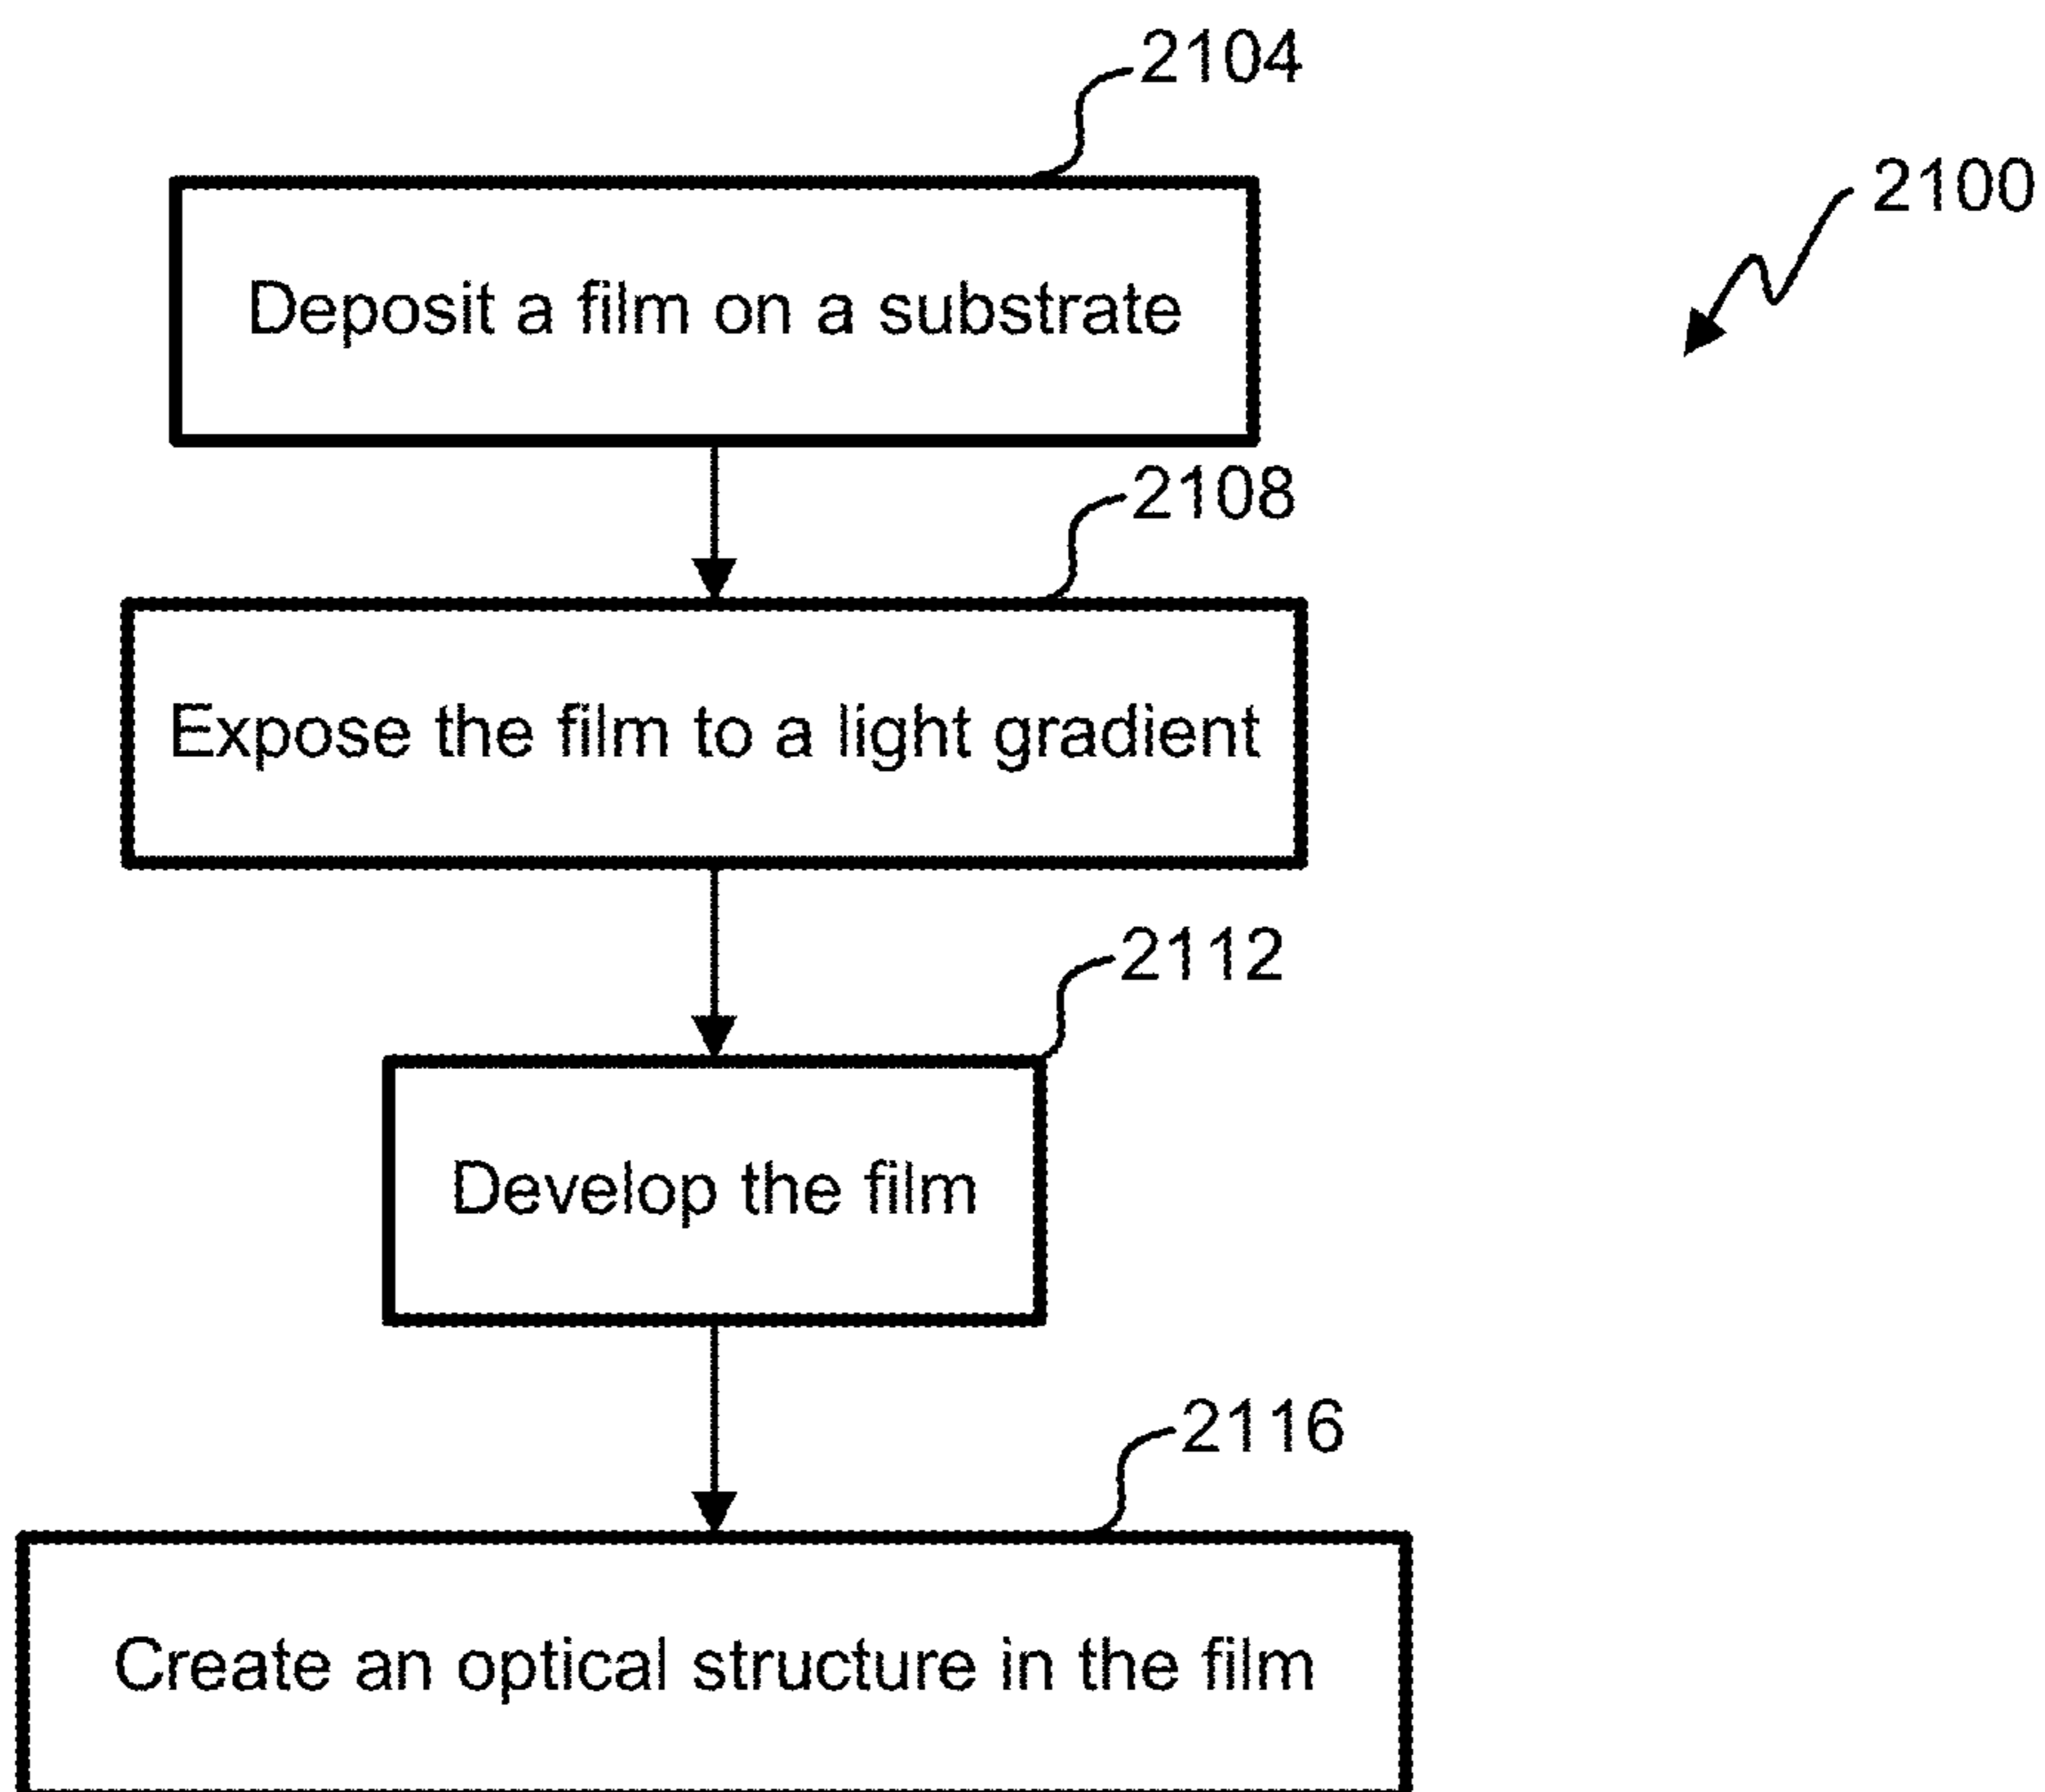 2104
2100
Deposit a film on a substrate
2108
Expose the film to a light gradient
2112
Develop the film
2116
Create an optical structure in the film